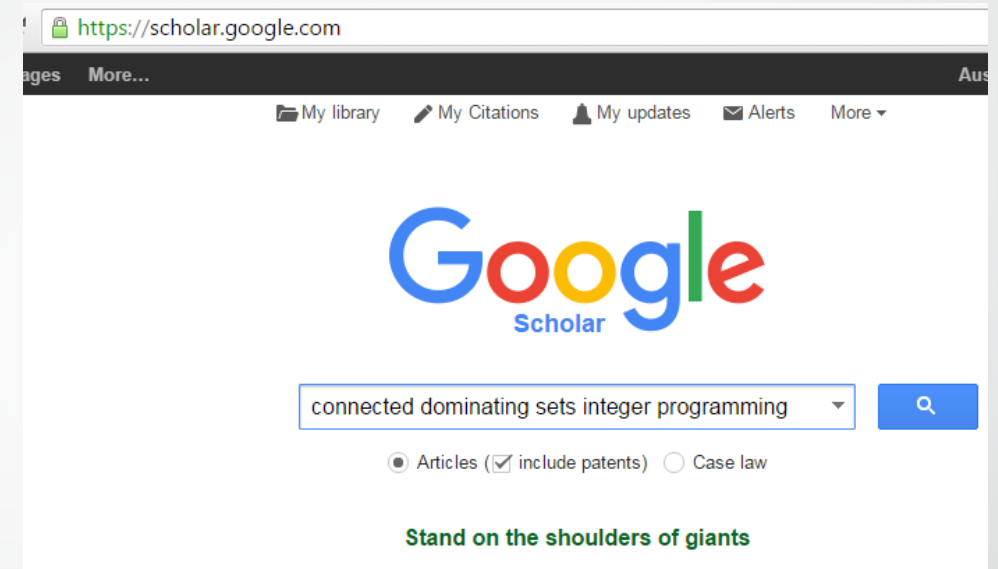 https://scholar.google.com
ages More... Aus
My library My Citations My updates Alerts More
Google
Scholar
connected dominating sets integer programming
Articles (include patents) Case law
Stand on the shoulders of giants